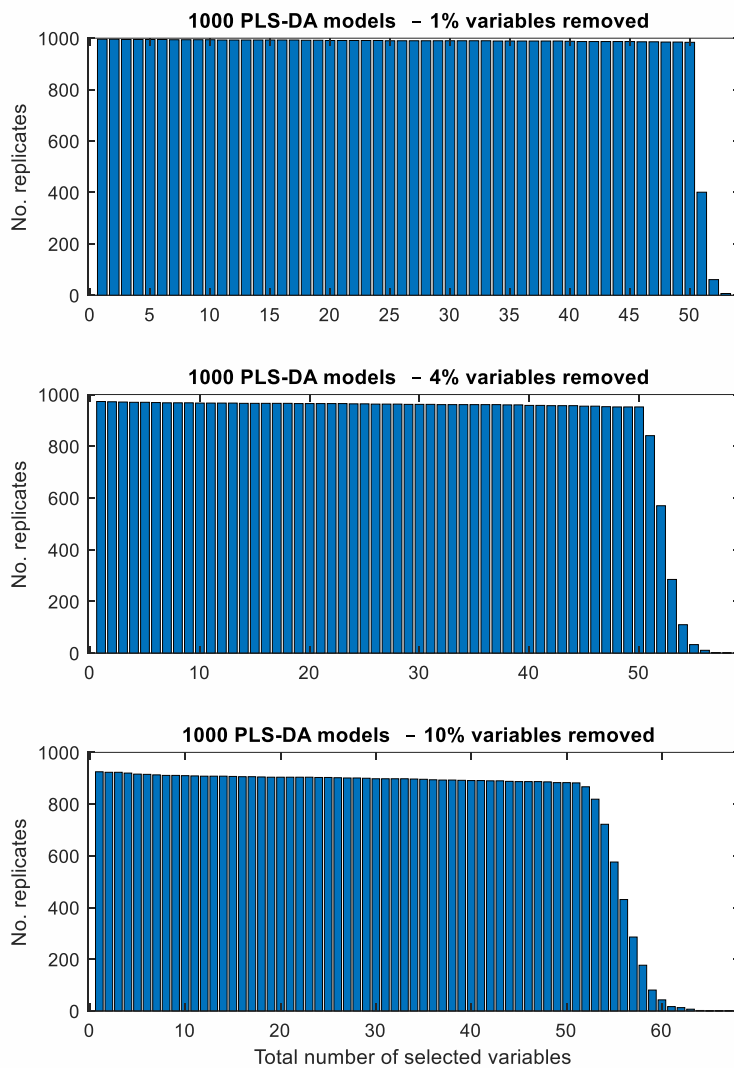 1000 PLS-DA models – 1% variables removed
1000
800
600
400
200
0
No. replicates
0 5 10 15 20 25 30 35 40 45 50
1000 PLS-DA models – 4% variables removed
1000
800
600
400
200
0
No. replicates
0 10 20 30 40 50
1000 PLS-DA models – 10% variables removed
1000
800
600
400
200
0
No. replicates
0 10 20 30 40 50 60
Total number of selected variables